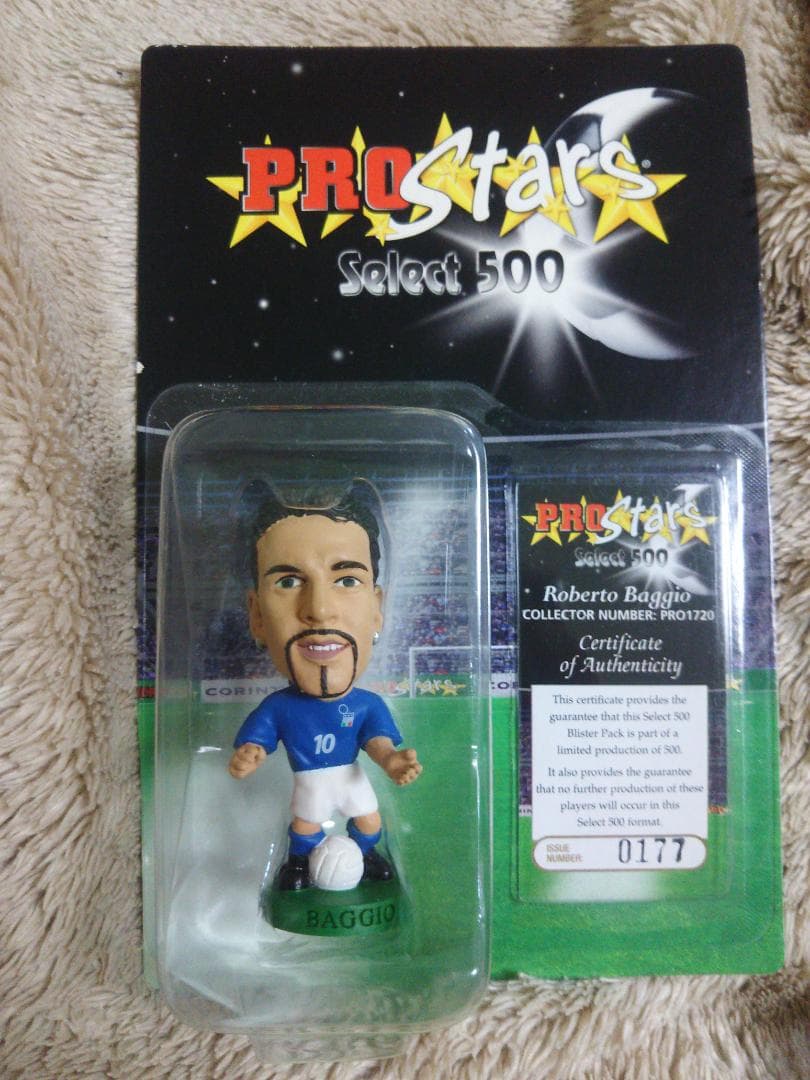 PROStars
Select 500
PROStars
Select 500
Roberto Baggio
COLLECTOR NUMBER: PRO1720
Certificate
of Authenticity
This certificate provides the
guarantee that this Select 500
Blister Pack is part of a
limited production of 500.
It also provides the guarantee
that no further production of these
players will occur in this
Select 500 format.
ISSUE
NUMBER: 0177
CORINT
Stars
10
BAGGIO